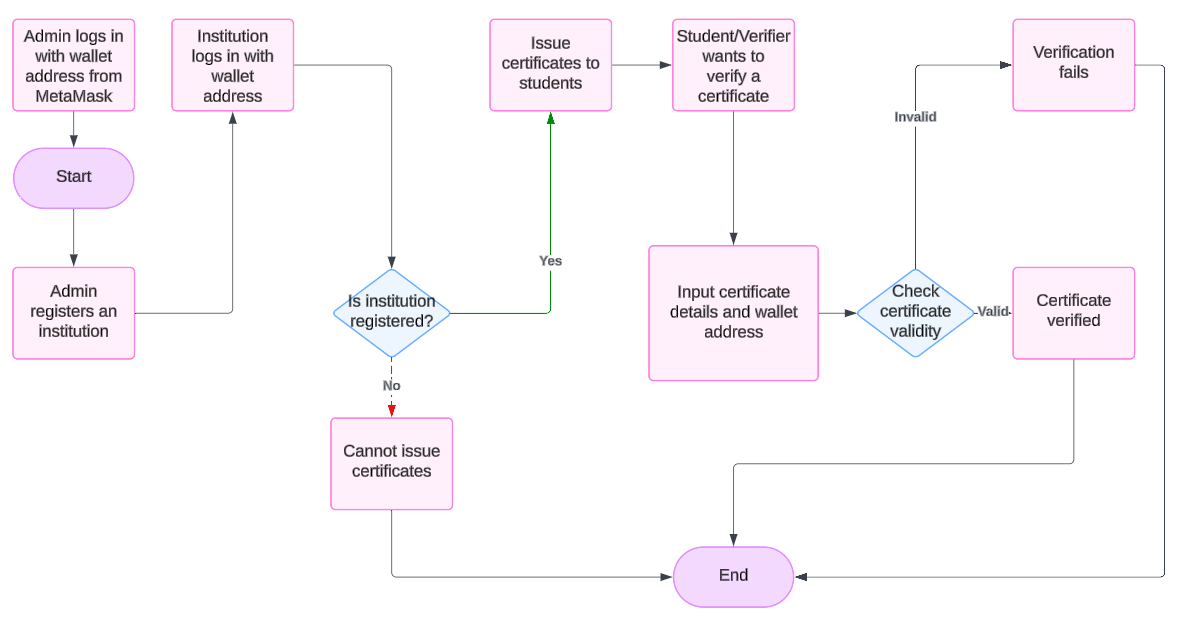 Admin logs in
with wallet
address from
MetaMask
Start
Admin
registers an
institution
Institution
logs in with
wallet
address
Is institution
registered?
Yes
No
Cannot issue
certificates
Issue
certificates to
students
Student/Verifier
wants to
verify a
certificate
Input certificate
details and wallet
address
Check
certificate
validity
Invalid
Valid
Verification
fails
Certificate
verified
End